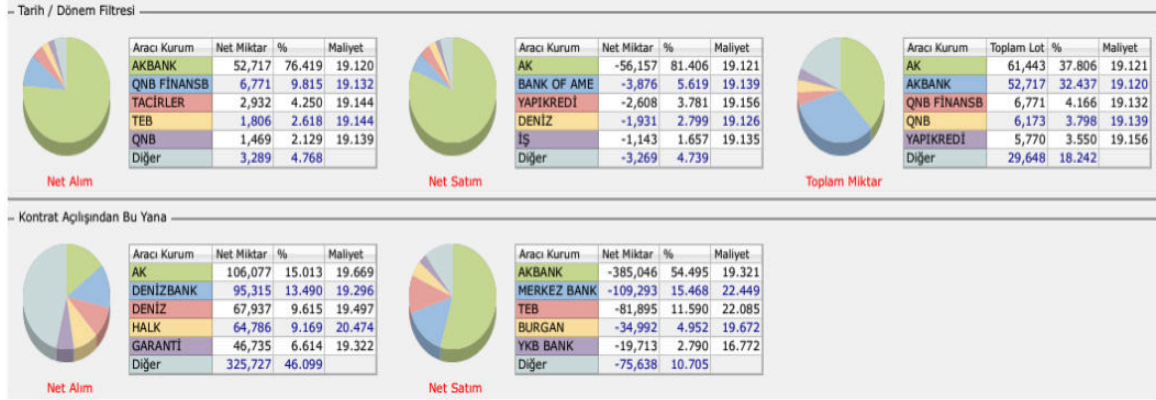 Tarih / Dönem Filtresi
Aracı Kurum Net Miktar % Maliyet
AKBANK 52,717 76.419 19.120
QNB FİNANSB 6,771 9.815 19.132
TACİRLER 2,932 4.250 19.144
TEB 1,806 2.618 19.144
QNB 1,469 2.129 19.139
Diğer 3,289 4.768
Net Alım
Aracı Kurum Net Miktar % Maliyet
AK -56,157 81.406 19.121
BANK OF AME -3,876 5.619 19.139
YAPIKREDİ -2,608 3.781 19.156
DENİZ -1,931 2.799 19.126
İŞ -1,143 1.657 19.135
Diğer -3,269 4.739
Net Satım
Aracı Kurum Toplam Lot % Maliyet
AK 61,443 37.806 19.121
AKBANK 52,717 32.437 19.120
QNB FİNANSB 6,771 4.166 19.132
QNB 6,173 3.798 19.139
YAPIKREDİ 5,770 3.550 19.156
Diğer 29,648 18.242
Toplam Miktar
Kontrat Açılışından Bu Yana
Aracı Kurum Net Miktar % Maliyet
AK 106,077 15.013 19.669
DENİZBANK 95,315 13.490 19.296
DENİZ 67,937 9.615 19.497
HALK 64,786 9.169 20.474
GARANTİ 46,735 6.614 19.322
Diğer 325,727 46.099
Net Alım
Aracı Kurum Net Miktar % Maliyet
AKBANK -385,046 54.495 19.321
MERKEZ BANK -109,293 15.468 22.449
TEB -81,895 11.590 22.085
BURGAN -34,992 4.952 19.672
YKB BANK -19,713 2.790 16.772
Diğer -75,638 10.705
Net Satım